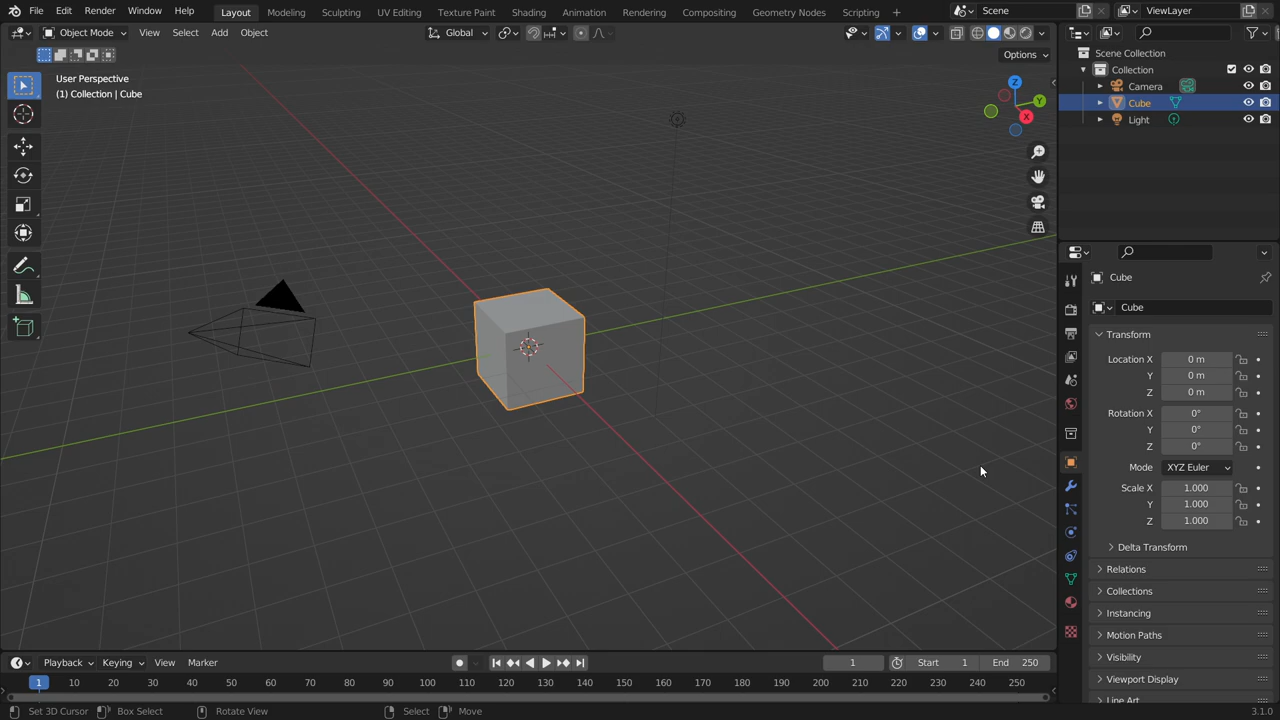 File Edit Render Window Help Layout Modeling Sculpting UV Editing Texture Paint Shading Animation Rendering Compositing Geometry Nodes Scripting + Scene ViewLayer
Object Mode View Select Add Object Global
Options
User Perspective
(1) Collection | Cube
Z
Y
X
Scene Collection
Collection
Camera
Cube
Light
Cube
Cube
Transform
Location X 0 m
Y 0 m
Z 0 m
Rotation X 0°
Y 0°
Z 0°
Mode XYZ Euler
Scale X 1.000
Y 1.000
Z 1.000
Delta Transform
Relations
Collections
Instancing
Motion Paths
Visibility
Viewport Display
Line Art
Playback Keying View Marker 1 Start 1 End 250
1 10 20 30 40 50 60 70 80 90 100 110 120 130 140 150 160 170 180 190 200 210 220 230 240 250
Set 3D Cursor Box Select Rotate View Select Move 3.1.0